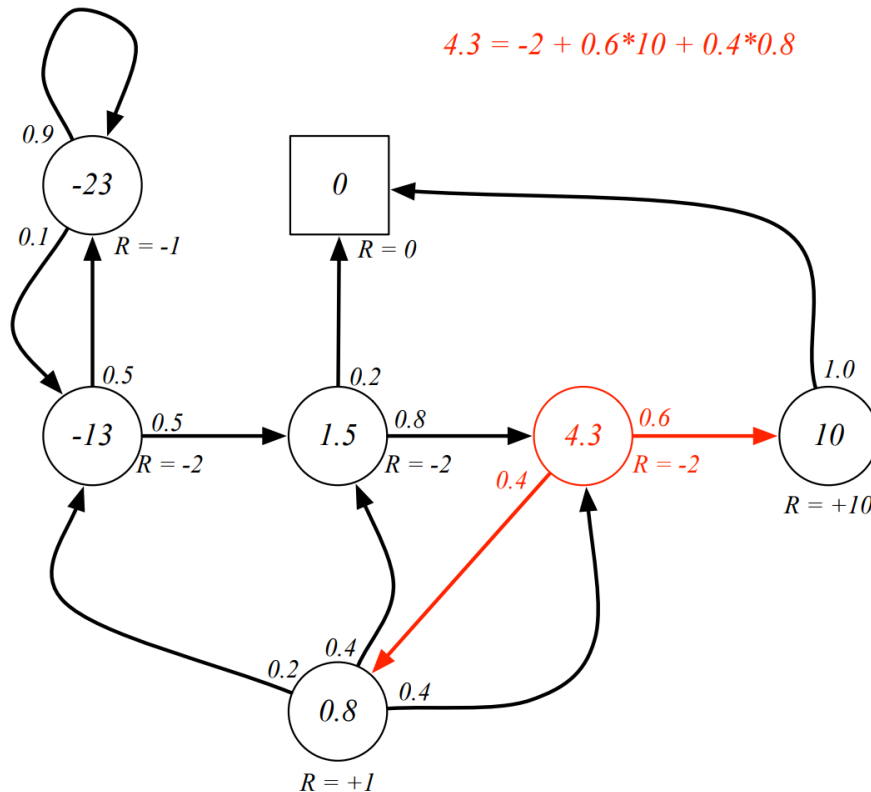 4.3 = -2 + 0.6*10 + 0.4*0.8
0.9
-23
0
0.1
R = -1
R = 0
0.5
0.2
1.0
-13
0.5
1.5
0.8
4.3
0.6
10
R = -2
R = -2
0.4
R = -2
R = +10
0.2
0.4
0.4
0.8
R = +1